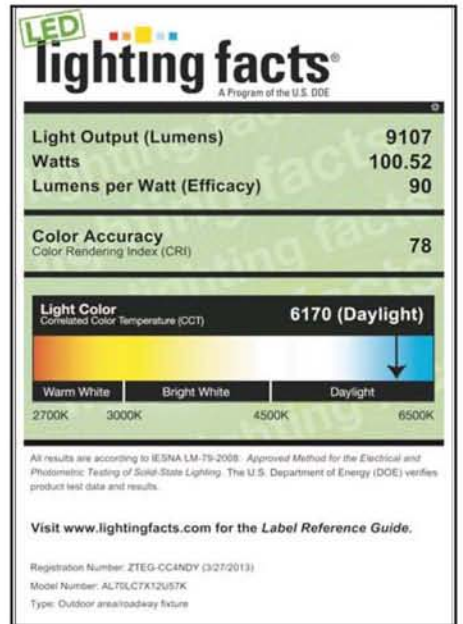 LED
lighting facts®
A Program of the U.S. DOE
Light Output (Lumens) 9107
Watts 100.52
Lumens per Watt (Efficacy) 90
Color Accuracy 78
Color Rendering Index (CRI)
Light Color 6170 (Daylight)
Correlated Color Temperature (CCT)
Warm White Bright White Daylight
2700K 3000K 4500K 6500K
All results are according to IESNA LM-79-2008: Approved Method for the Electrical and
Photometric Testing of Solid-State Lighting. The U.S. Department of Energy (DOE) verifies
product test data and results.
Visit www.lightingfacts.com for the Label Reference Guide.
Registration Number: ZTEG-CC4NDY (3/27/2013)
Model Number: AL70LC7X12U57K
Type: Outdoor area/roadway fixture